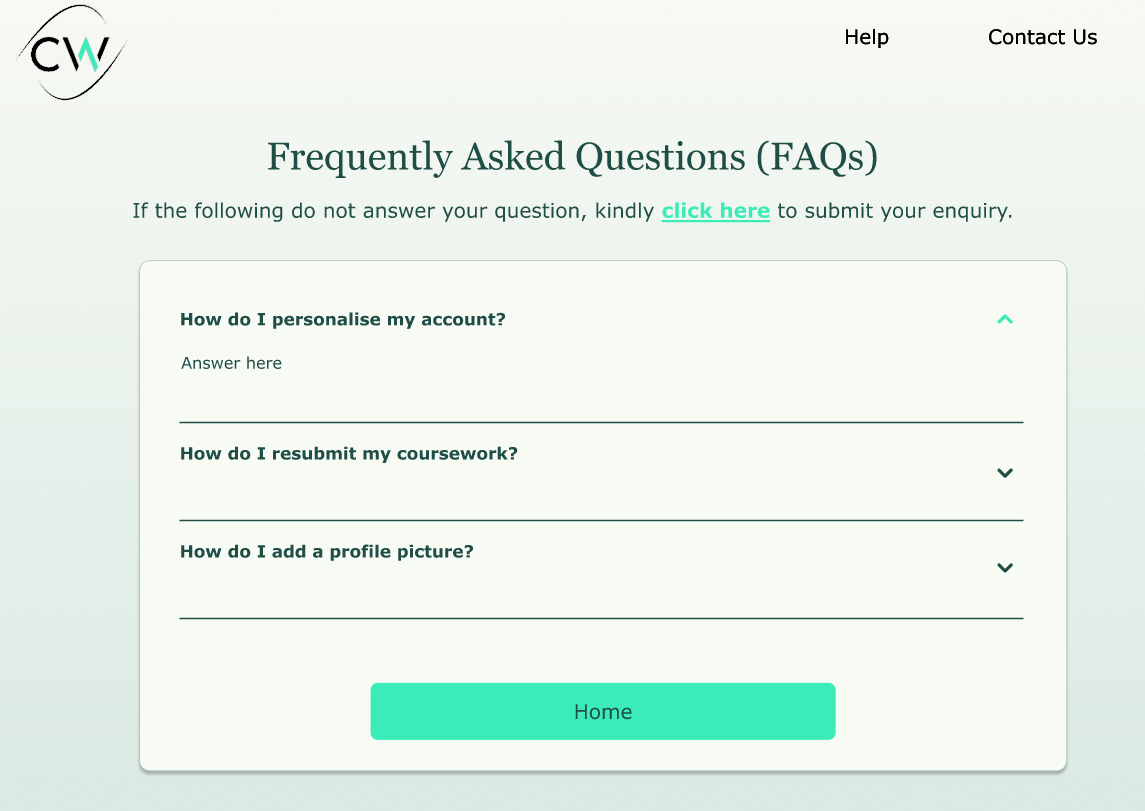 CW
Help
Contact Us
Frequently Asked Questions (FAQs)
If the following do not answer your question, kindly click here to submit your enquiry.
How do I personalise my account?
Answer here
How do I resubmit my coursework?
How do I add a profile picture?
Home